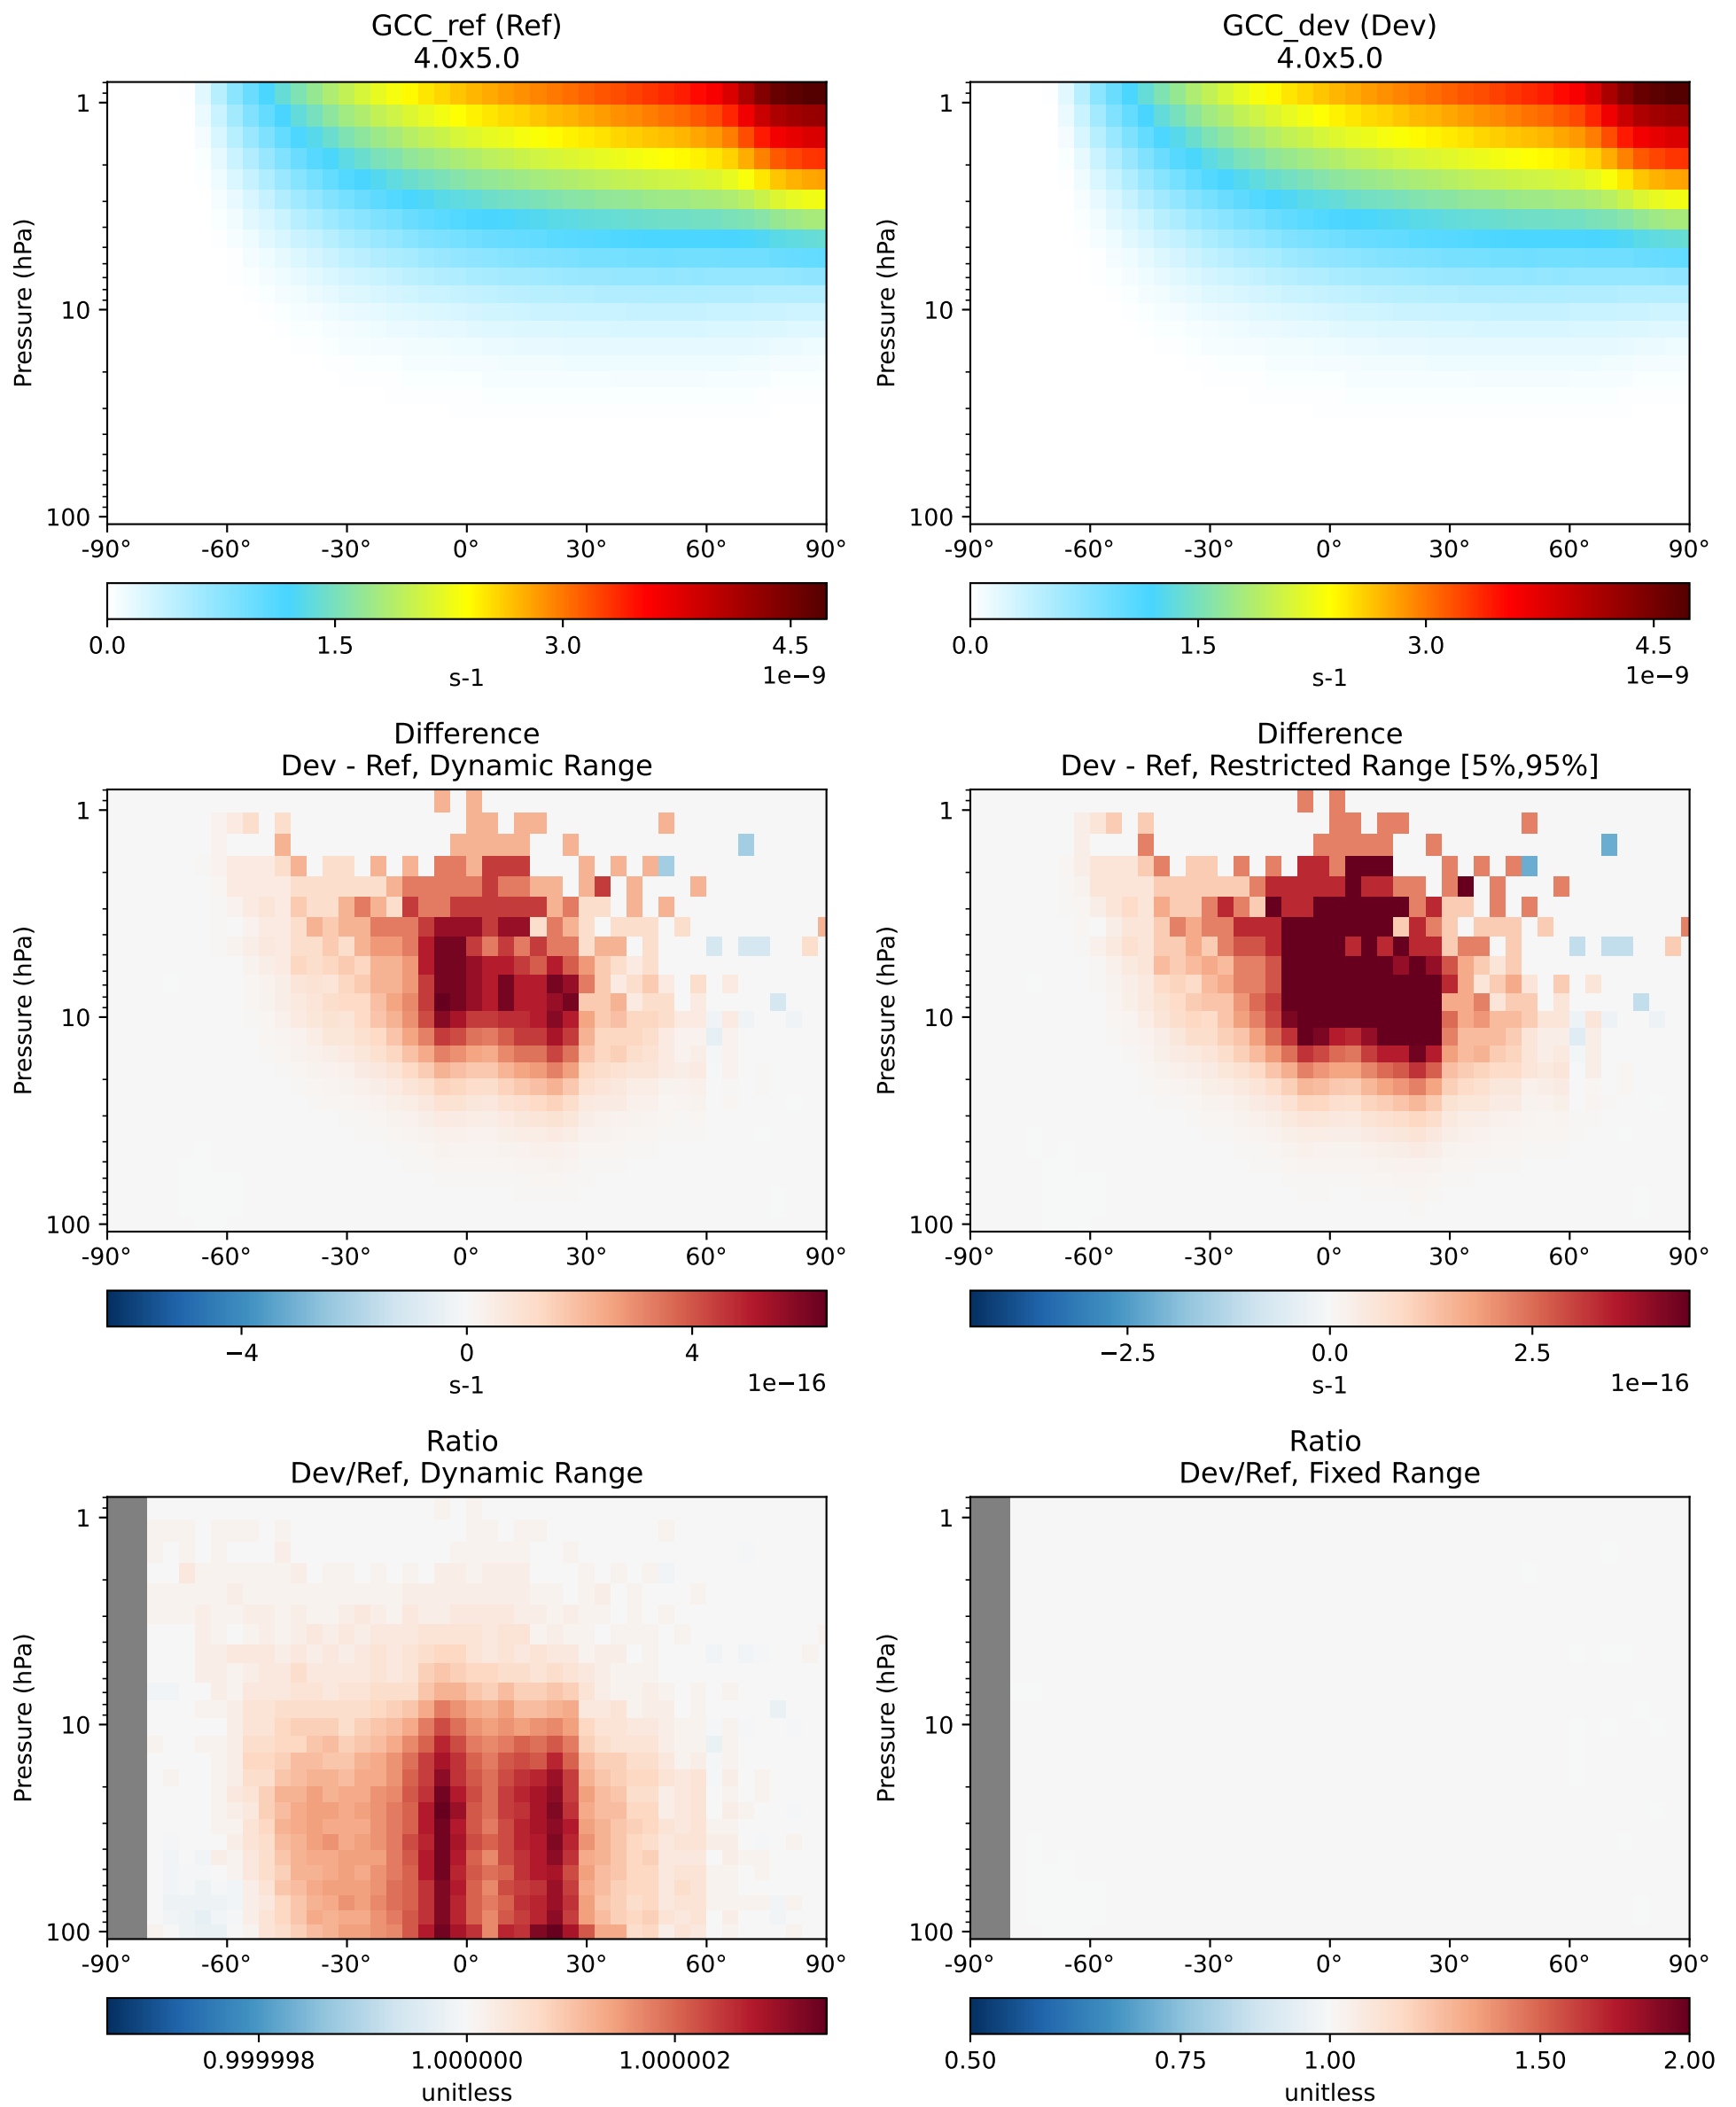 GCC_ref (Ref)
4.0x5.0
GCC_dev (Dev)
4.0x5.0
Pressure (hPa)
1
10
100
-90° -60° -30° 0° 30° 60° 90°
0.0 1.5 3.0 4.5
s-1
1e−9
Pressure (hPa)
1
10
100
-90° -60° -30° 0° 30° 60° 90°
0.0 1.5 3.0 4.5
s-1
1e−9
Difference
Dev - Ref, Dynamic Range
Difference
Dev - Ref, Restricted Range [5%,95%]
Pressure (hPa)
1
10
100
-90° -60° -30° 0° 30° 60° 90°
−4 0 4
s-1
1e−16
Pressure (hPa)
1
10
100
-90° -60° -30° 0° 30° 60° 90°
−2.5 0.0 2.5
s-1
1e−16
Ratio
Dev/Ref, Dynamic Range
Ratio
Dev/Ref, Fixed Range
Pressure (hPa)
1
10
100
-90° -60° -30° 0° 30° 60° 90°
0.999998 1.000000 1.000002
unitless
Pressure (hPa)
1
10
100
-90° -60° -30° 0° 30° 60° 90°
0.50 0.75 1.00 1.50 2.00
unitless